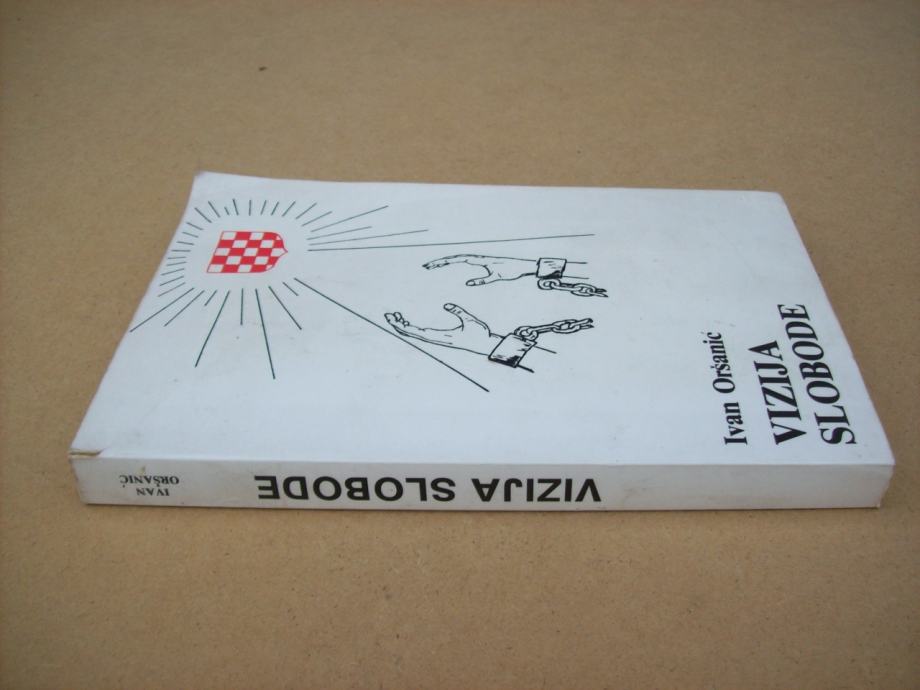 Ivan Oršanić
VIZIJA
SLOBODE
IVAN
ORŠANIĆ
VIZIJA SLOBODE